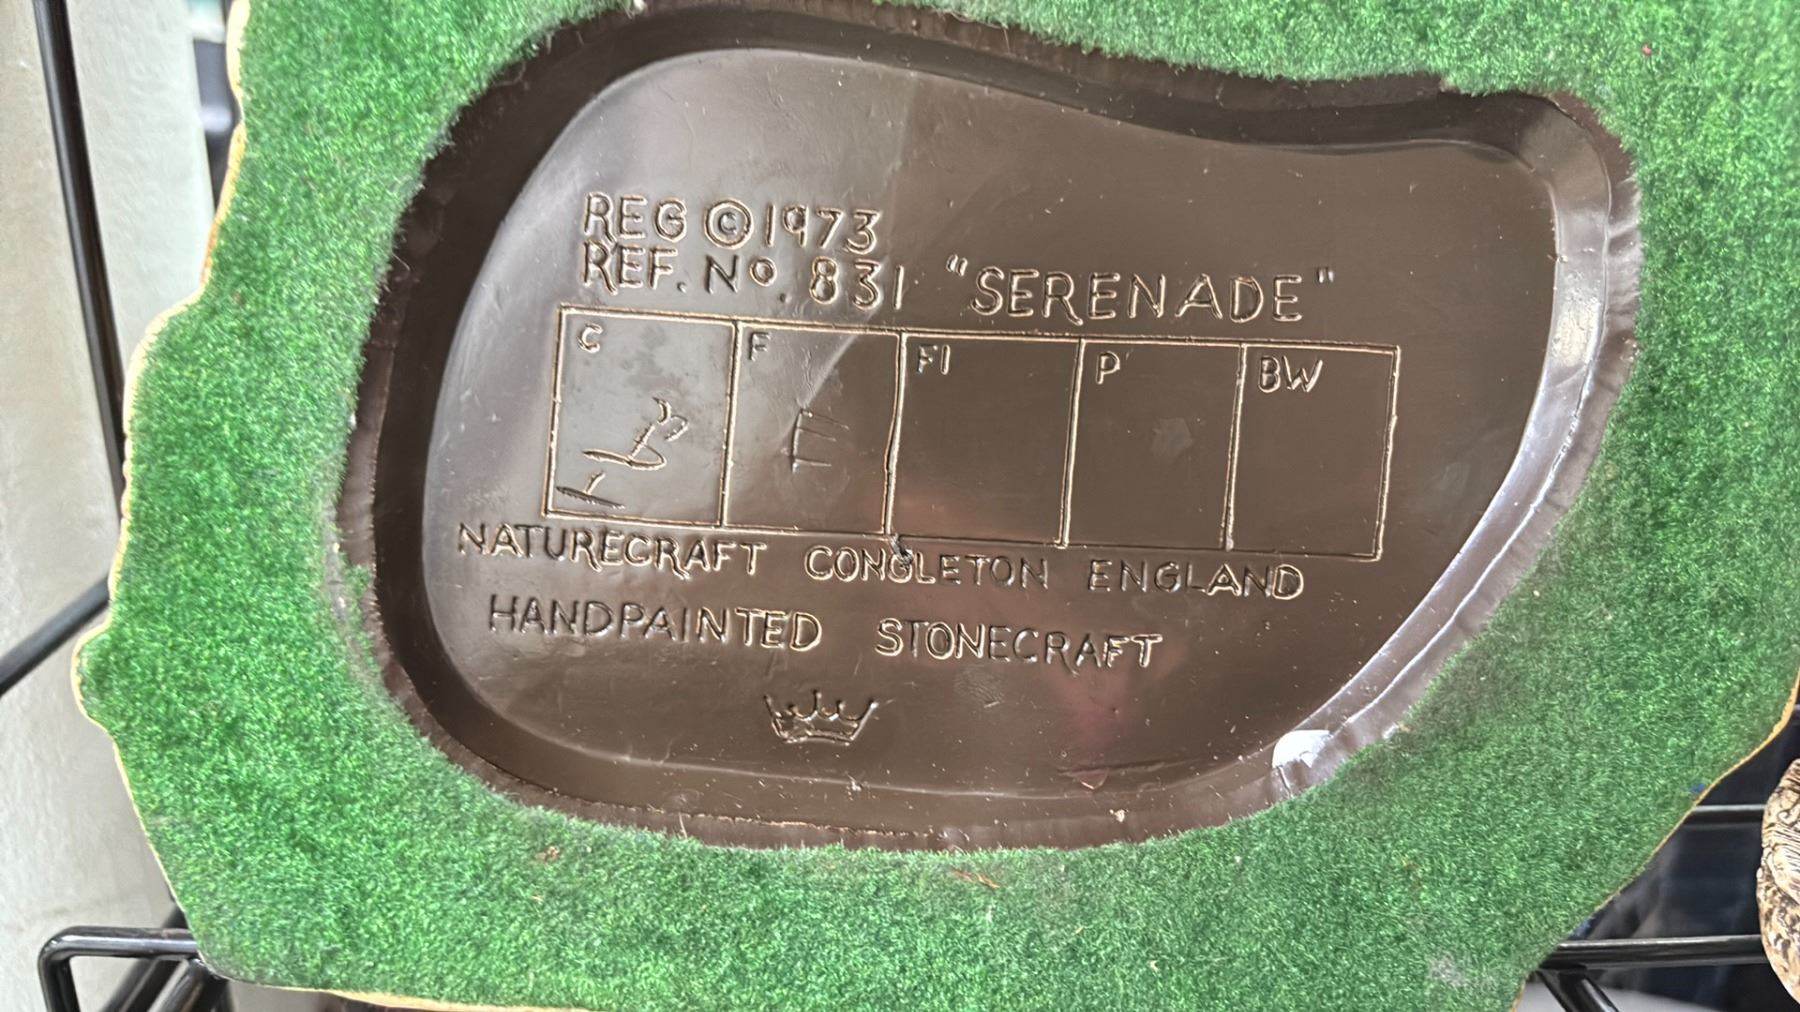 REG © 1973
REF. No. 831 "SERENADE"
C F FI P BW
E
NATURECRAFT CONGLETON ENGLAND
HANDPAINTED STONECRAFT